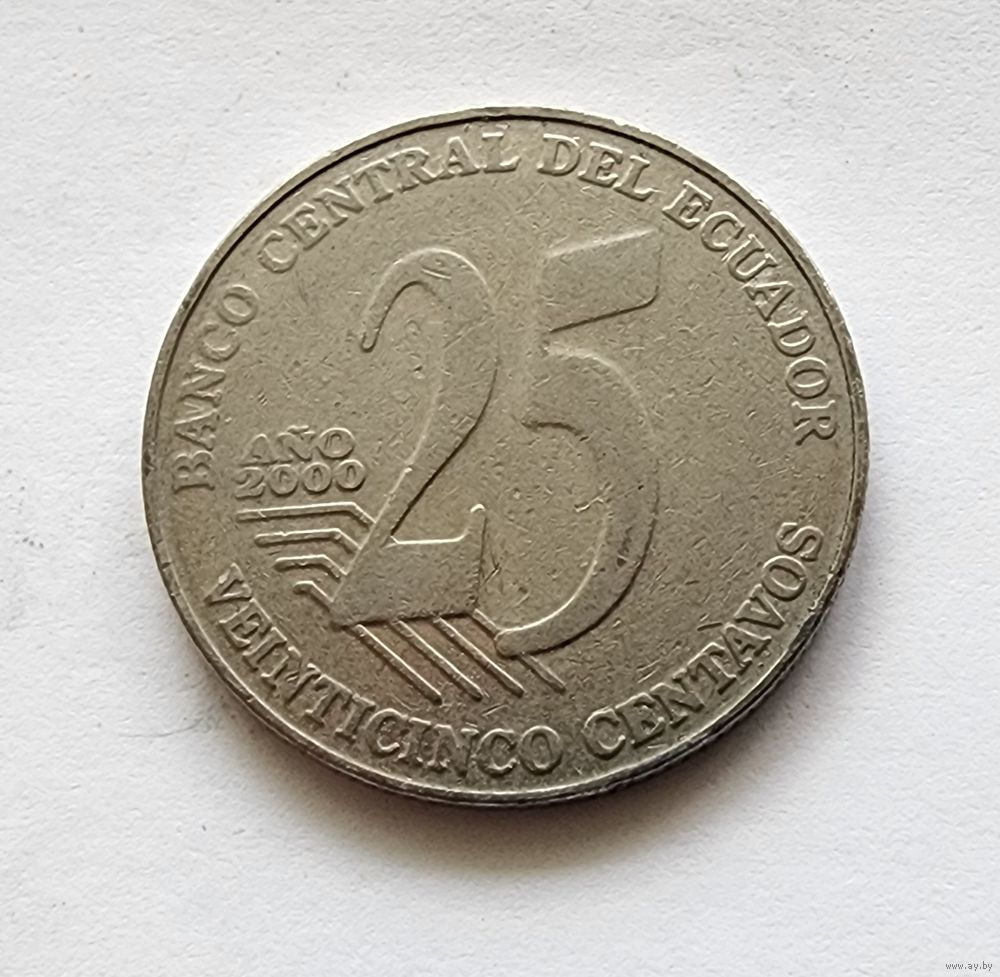 BANCO CENTRAL DEL ECUADOR
25
AÑO
2000
VEINTICINCO CENTAVOS
www.ay.by